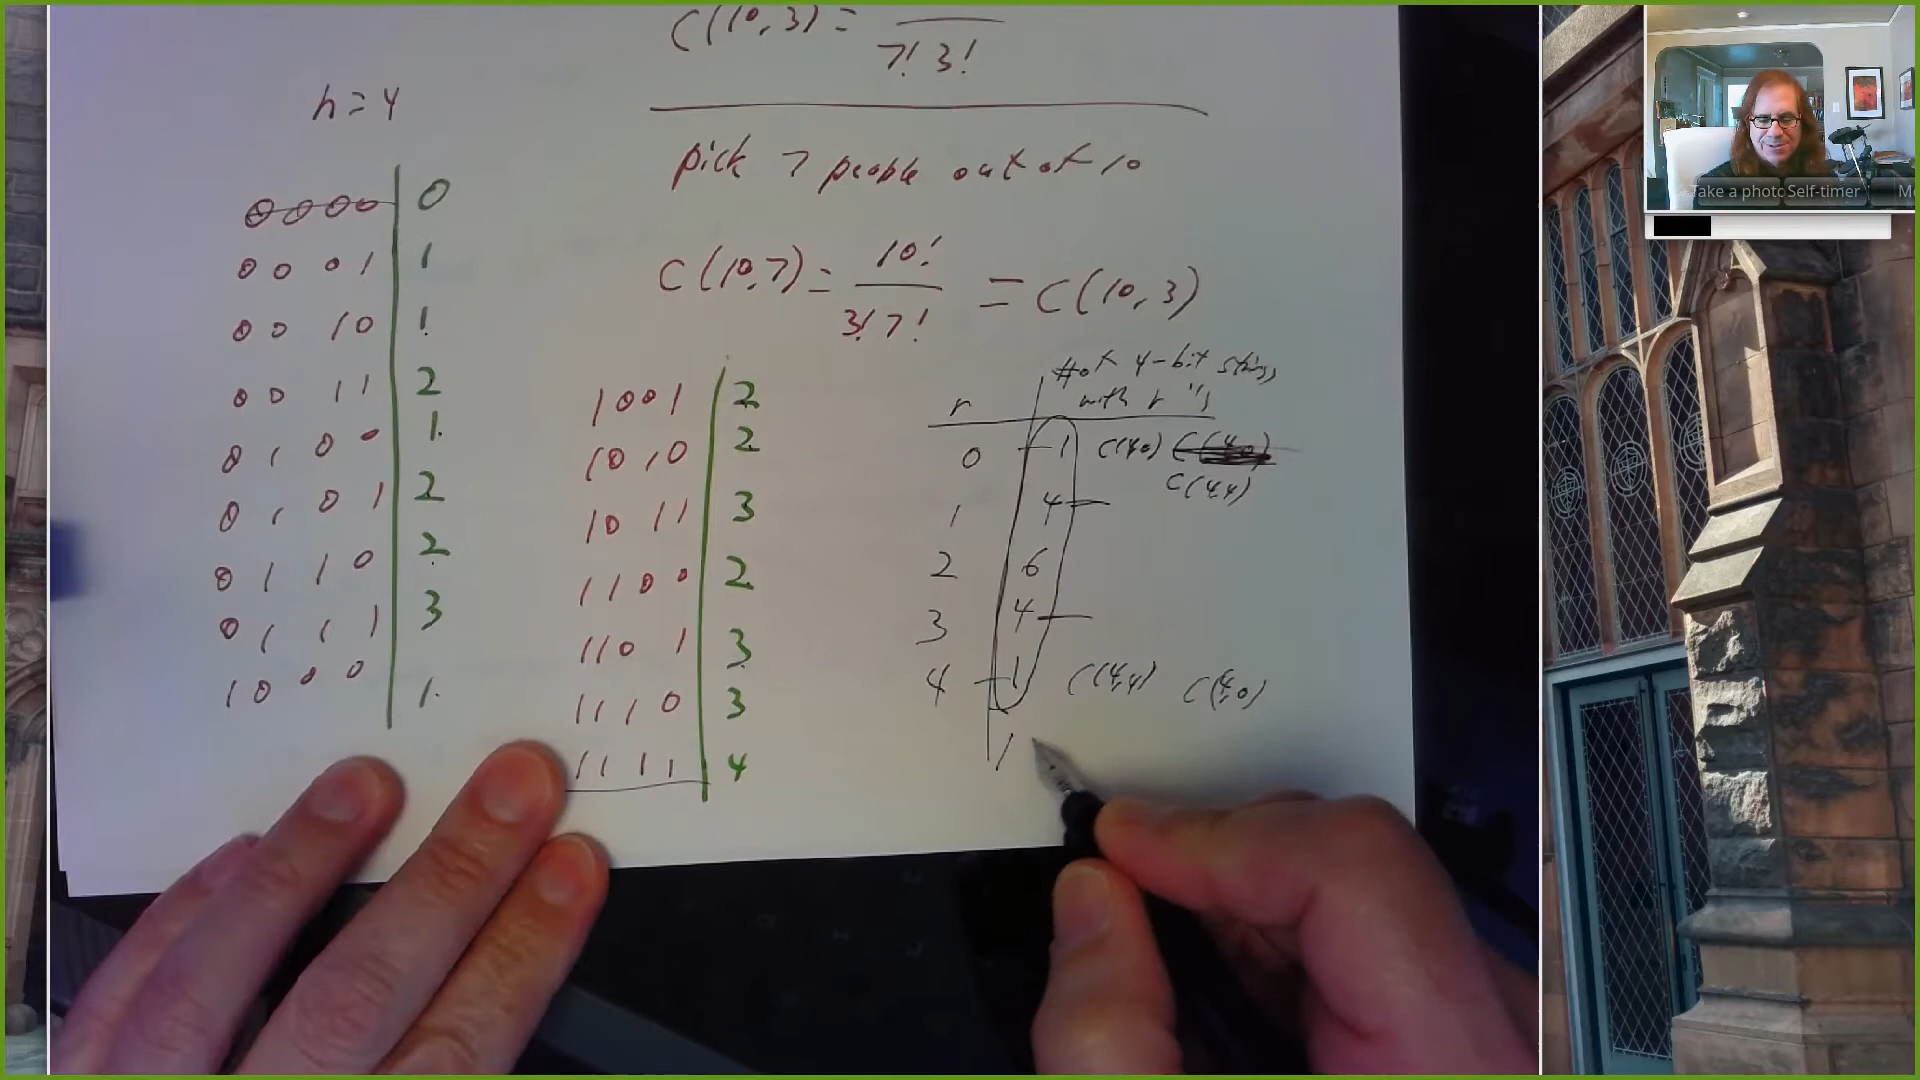 C(10,3) =
7! 3!
n=4
pick 7 people out of 10
C(10,7) = 10! / 3! 7! = C(10,3)
0000 | 0
0001 | 1
0010 | 1
0011 | 2
0100 | 1
0101 | 2
0110 | 2
0111 | 3
1000 | 1
1001 | 2
1010 | 2
1011 | 3
1100 | 2
1101 | 3
1110 | 3
1111 | 4
r | # of 4-bit strings
with r 1's
0 | 1 C(4,0)
C(4,4)
1 | 4
2 | 6
3 | 4
4 | 1 C(4,4) C(4,0)
1
Take a photo Self-timer